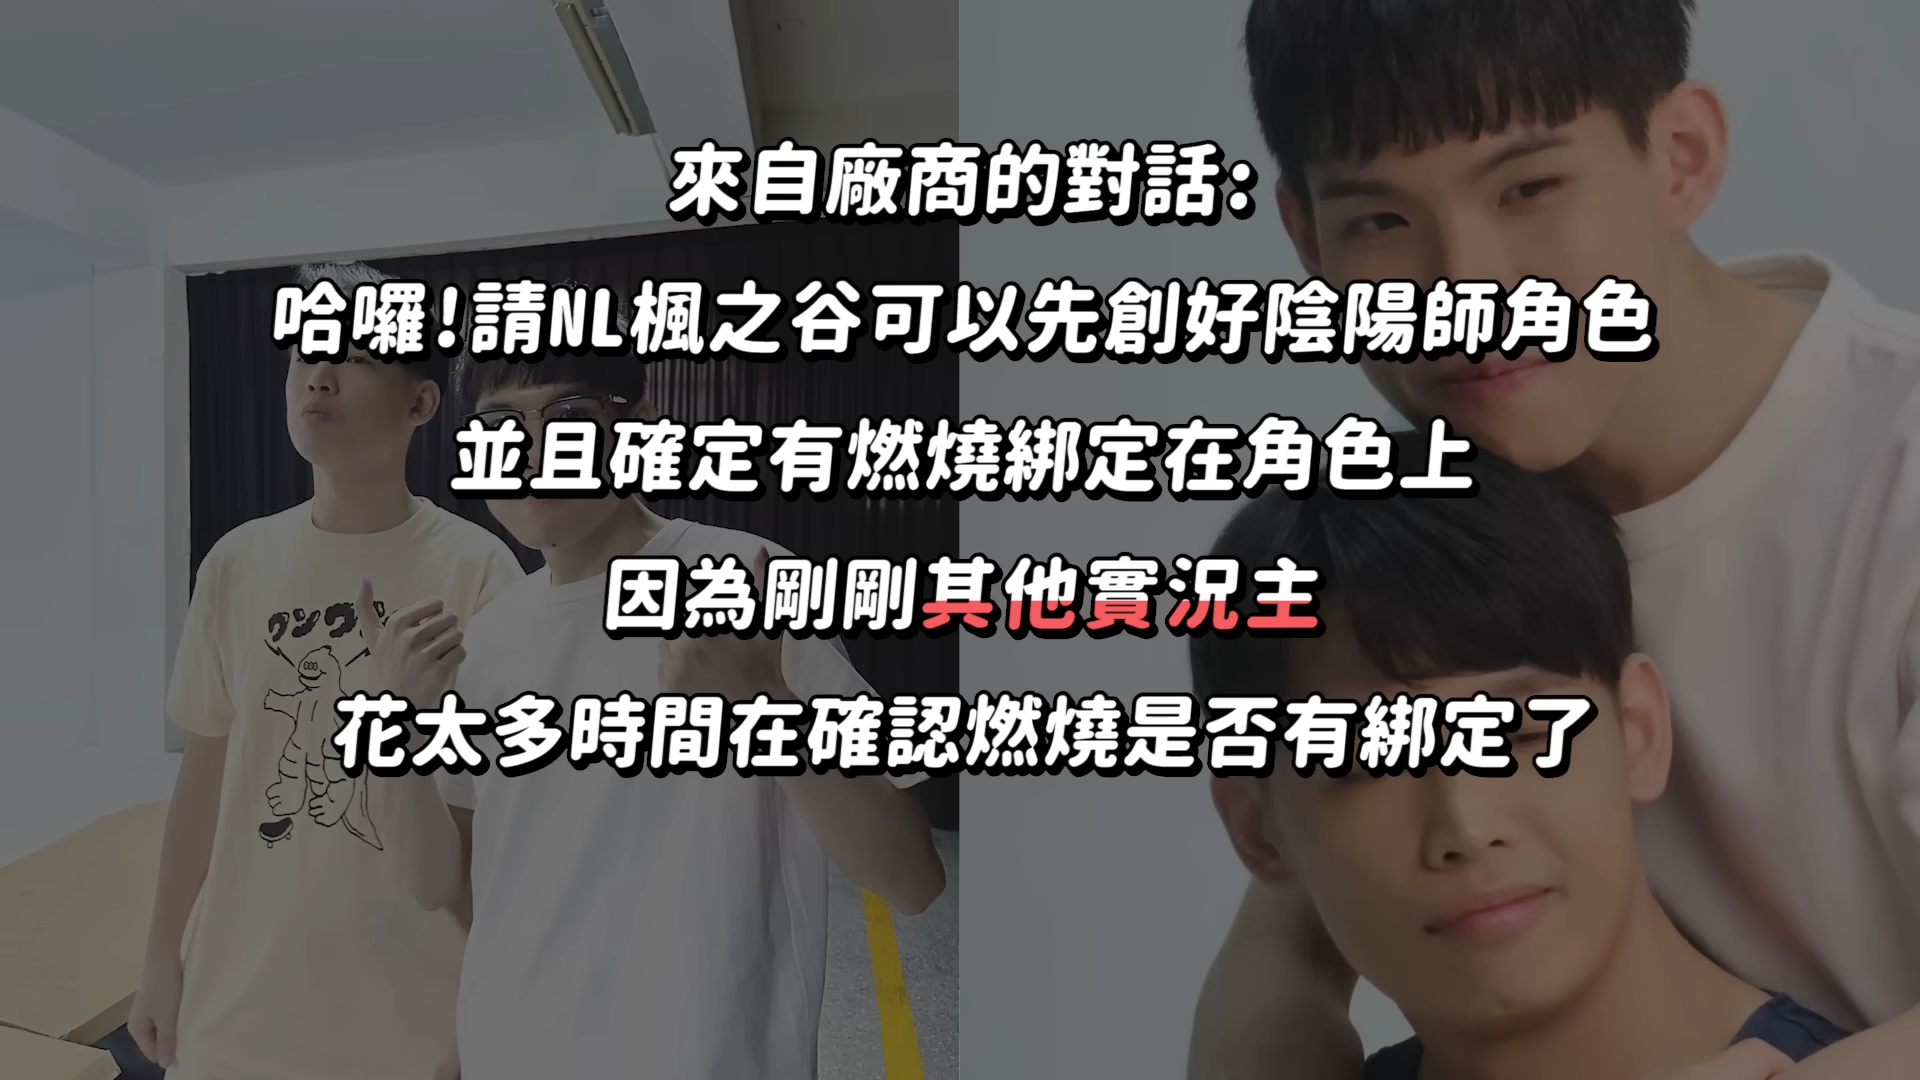 來自廠商的對話:
哈囉!請NL楓之谷可以先創好陰陽師角色
並且確定有燃燒綁定在角色上
因為剛剛其他實況主
花太多時間在確認燃燒是否有綁定了